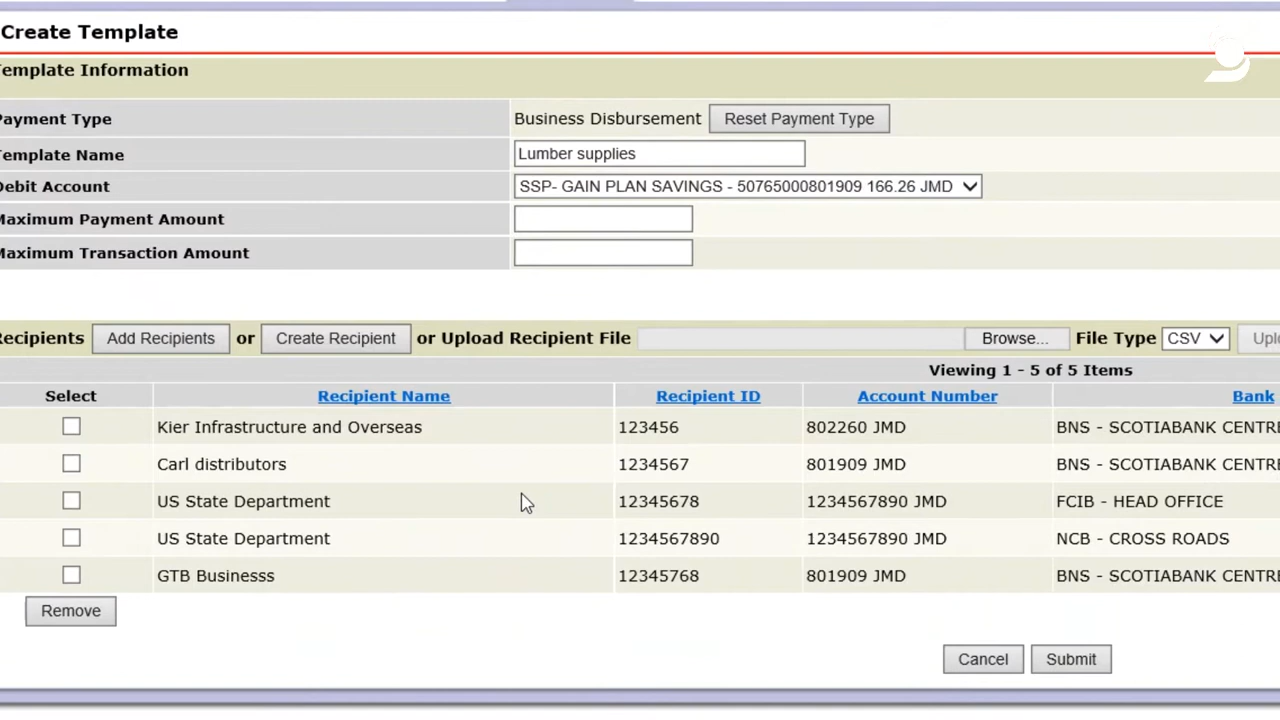 Create Template
Template Information
Payment Type Business Disbursement Reset Payment Type
Template Name Lumber supplies
Debit Account SSP- GAIN PLAN SAVINGS - 50765000801909 166.26 JMD
Maximum Payment Amount
Maximum Transaction Amount
Recipients Add Recipients or Create Recipient or Upload Recipient File Browse... File Type CSV Uplo
Viewing 1 - 5 of 5 Items
Select Recipient Name Recipient ID Account Number Bank
Kier Infrastructure and Overseas 123456 802260 JMD BNS - SCOTIABANK CENTRE
Carl distributors 1234567 801909 JMD BNS - SCOTIABANK CENTRE
US State Department 12345678 1234567890 JMD FCIB - HEAD OFFICE
US State Department 1234567890 1234567890 JMD NCB - CROSS ROADS
GTB Businesss 12345768 801909 JMD BNS - SCOTIABANK CENTRE
Remove
Cancel Submit